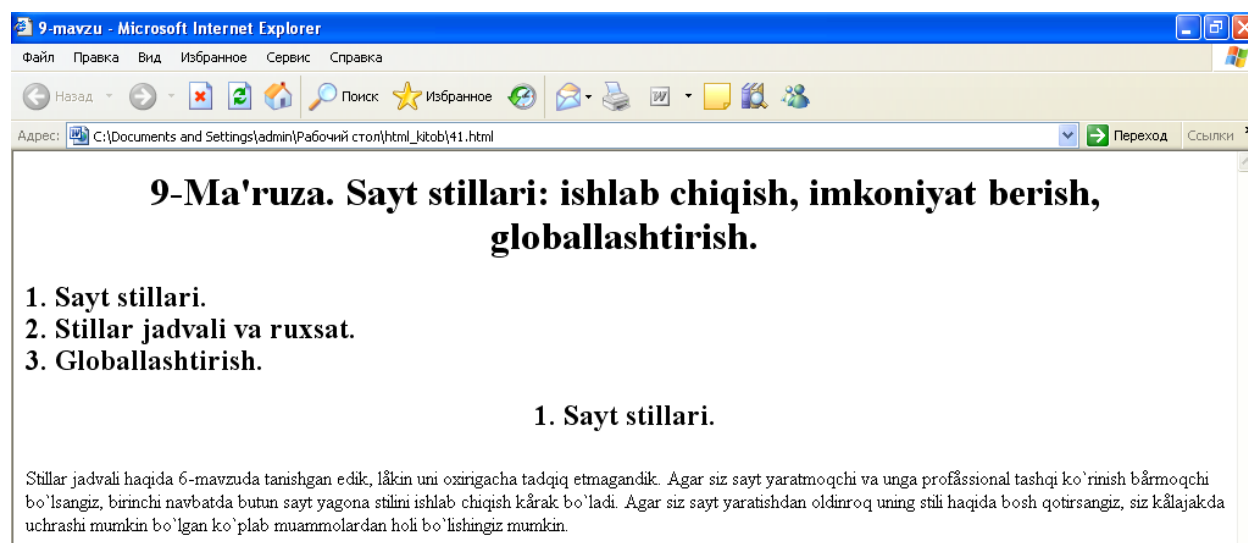 9-mavzu - Microsoft Internet Explorer
Файл Правка Вид Избранное Сервис Справка
Назад Поиск Избранное
Адрес: C:\Documents and Settings\admin\Рабочий стол\html_kitob\41.html Переход Ссылки
9-Ma'ruza. Sayt stillari: ishlab chiqish, imkoniyat berish,
globallashtirish.
1. Sayt stillari.
2. Stillar jadvali va ruxsat.
3. Globallashtirish.
1. Sayt stillari.
Stillar jadvali haqida 6-mavzuda tanishgan edik, låkin uni oxirigacha tadqiq etmagandik. Agar siz sayt yaratmoqchi va unga profåssional tashqi ko`rinish bårmoqchi
bo`lsangiz, birinchi navbatda butun sayt yagona stilini ishlab chiqish kårak bo`ladi. Agar siz sayt yaratishdan oldinroq uning stili haqida bosh qotirsangiz, siz kålajakda
uchrashi mumkin bo`lgan ko`plab muammolardan holi bo`lishingiz mumkin.